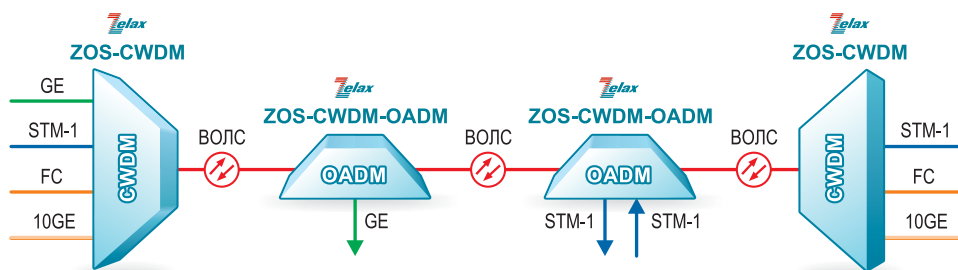 Zelax
ZOS-CWDM
GE
STM-1
FC
10GE
CWDM
ВОЛС
Zelax
ZOS-CWDM-OADM
OADM
GE
ВОЛС
Zelax
ZOS-CWDM-OADM
OADM
STM-1
STM-1
ВОЛС
Zelax
ZOS-CWDM
CWDM
STM-1
FC
10GE